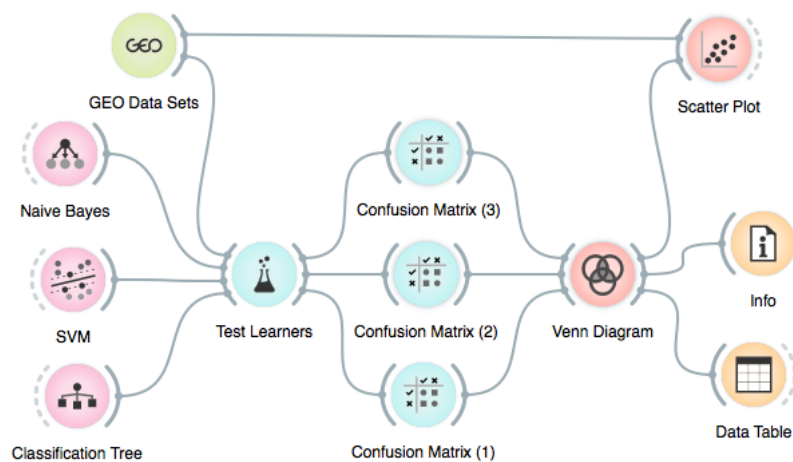 GEO
GEO Data Sets
Scatter Plot
Naive Bayes
Confusion Matrix (3)
SVM
Test Learners
Confusion Matrix (2)
Venn Diagram
Info
Classification Tree
Confusion Matrix (1)
Data Table